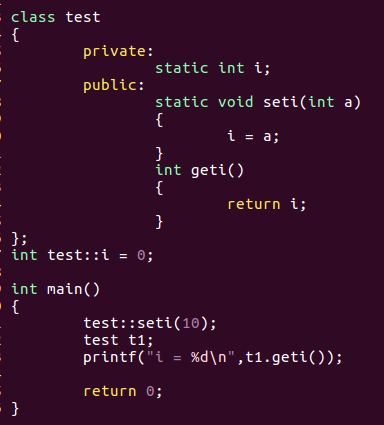 class test
{
        private:
                static int i;
        public:
                static void seti(int a)
                {
                        i = a;
                }
                int geti()
                {
                        return i;
                }
};
int test::i = 0;

int main()
{
        test::seti(10);
        test t1;
        printf("i = %d\n",t1.geti());

        return 0;
}